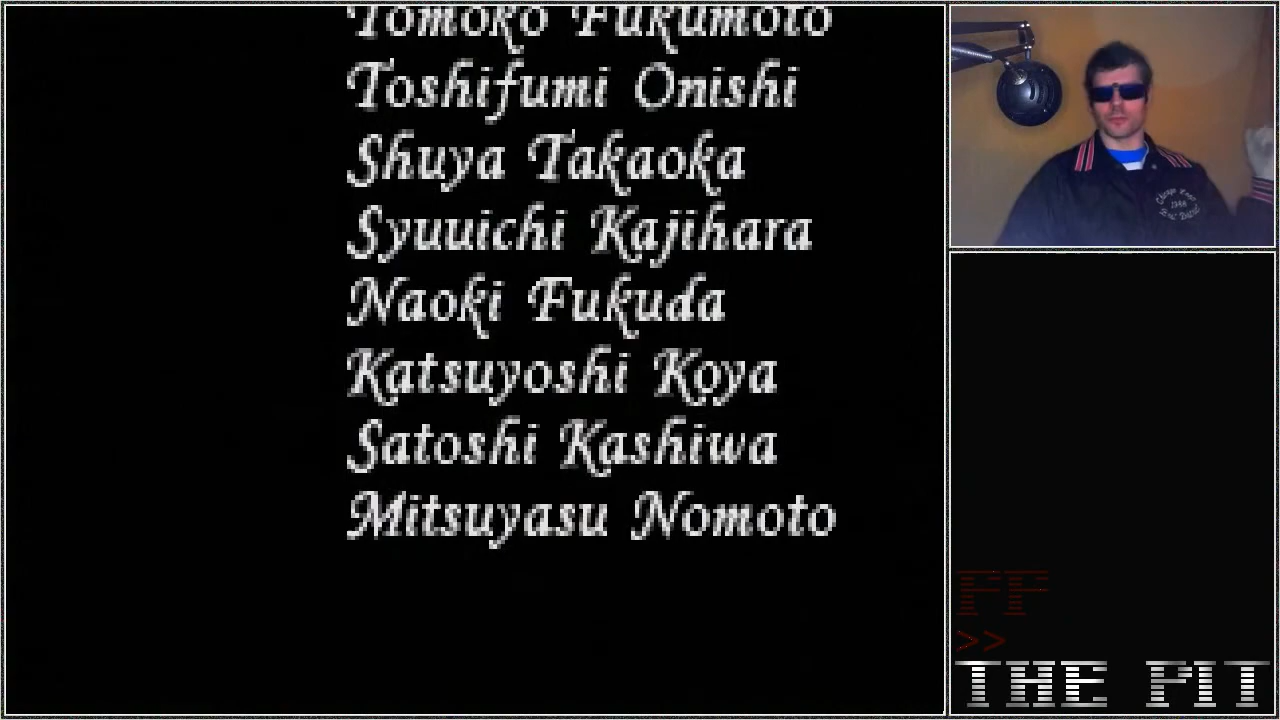 Tomoko Fukumoto
Toshifumi Onishi
Shuya Takaoka
Syuuichi Kajihara
Naoki Fukuda
Katsuyoshi Koya
Satoshi Kashiwa
Mitsuyasu Nomoto
FF
>>
THE PIT